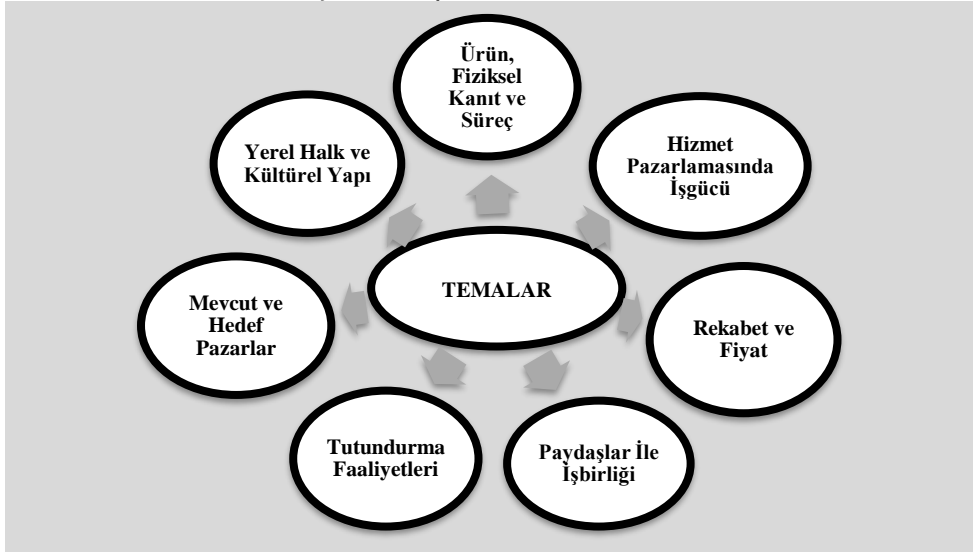 Ürün,
Fiziksel
Kanıt ve
Süreç
Hizmet
Pazarlamasında
İşgücü
Rekabet ve
Fiyat
Paydaşlar İle
İşbirliği
Tutundurma
Faaliyetleri
Mevcut ve
Hedef
Pazarlar
Yerel Halk ve
Kültürel Yapı
TEMALAR